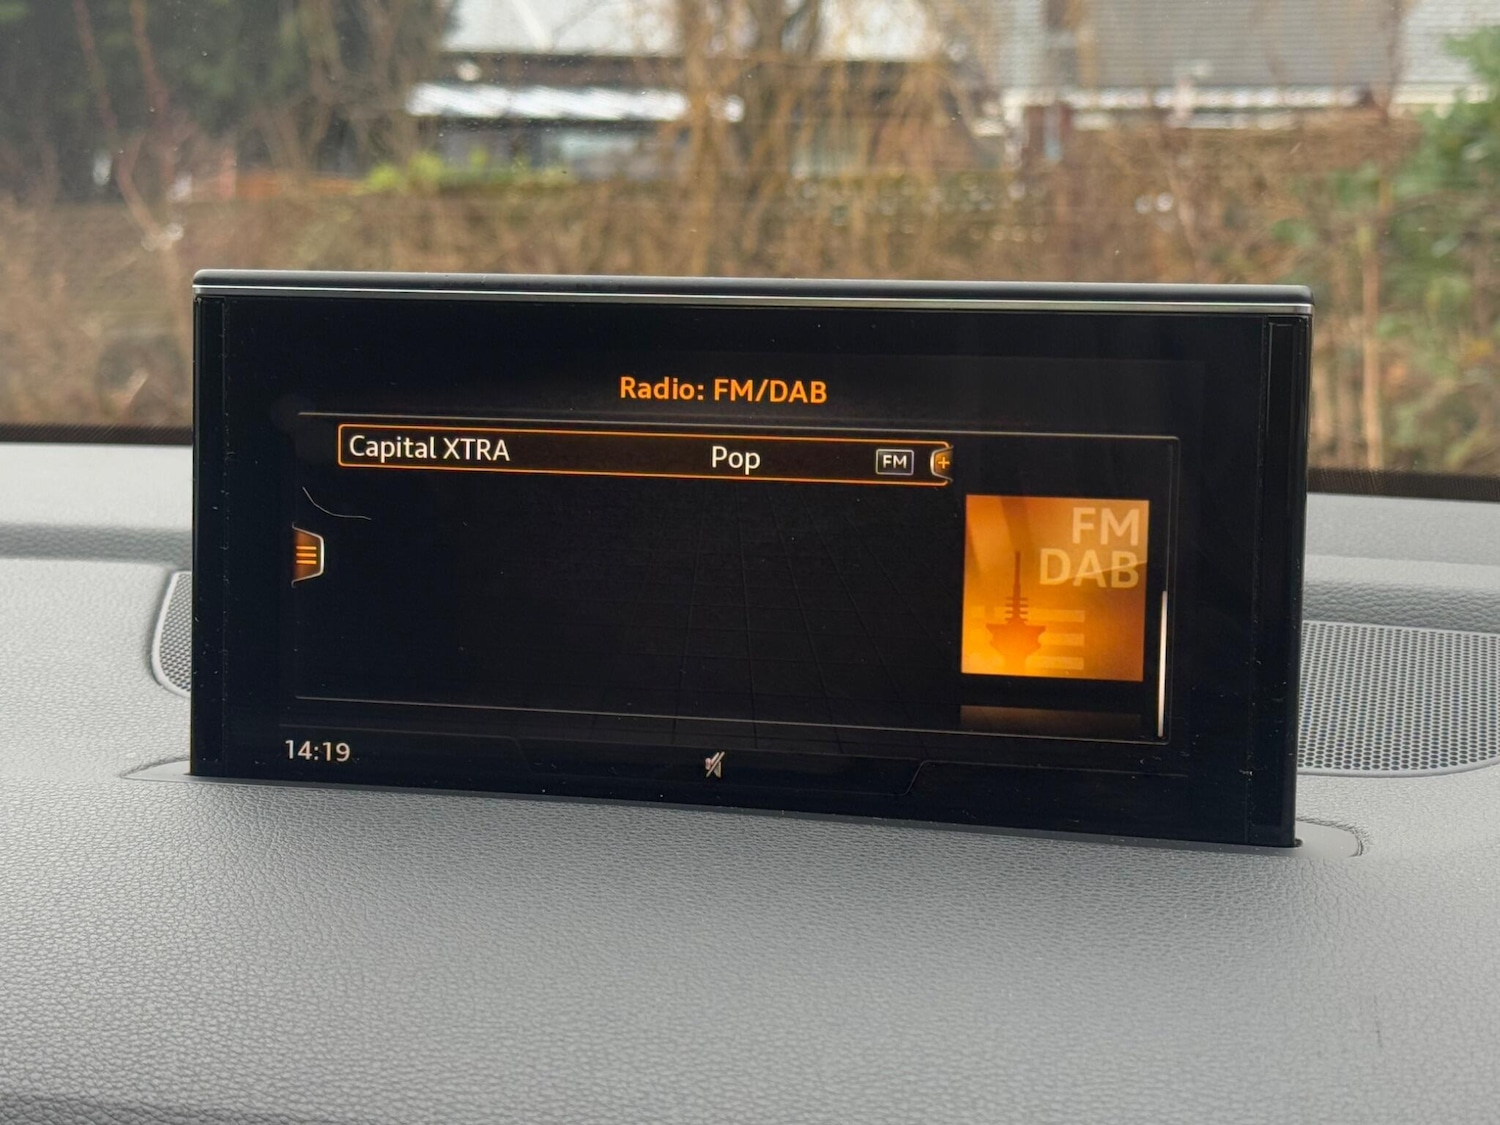 Radio: FM/DAB
Capital XTRA Pop FM +
FM
DAB
14:19